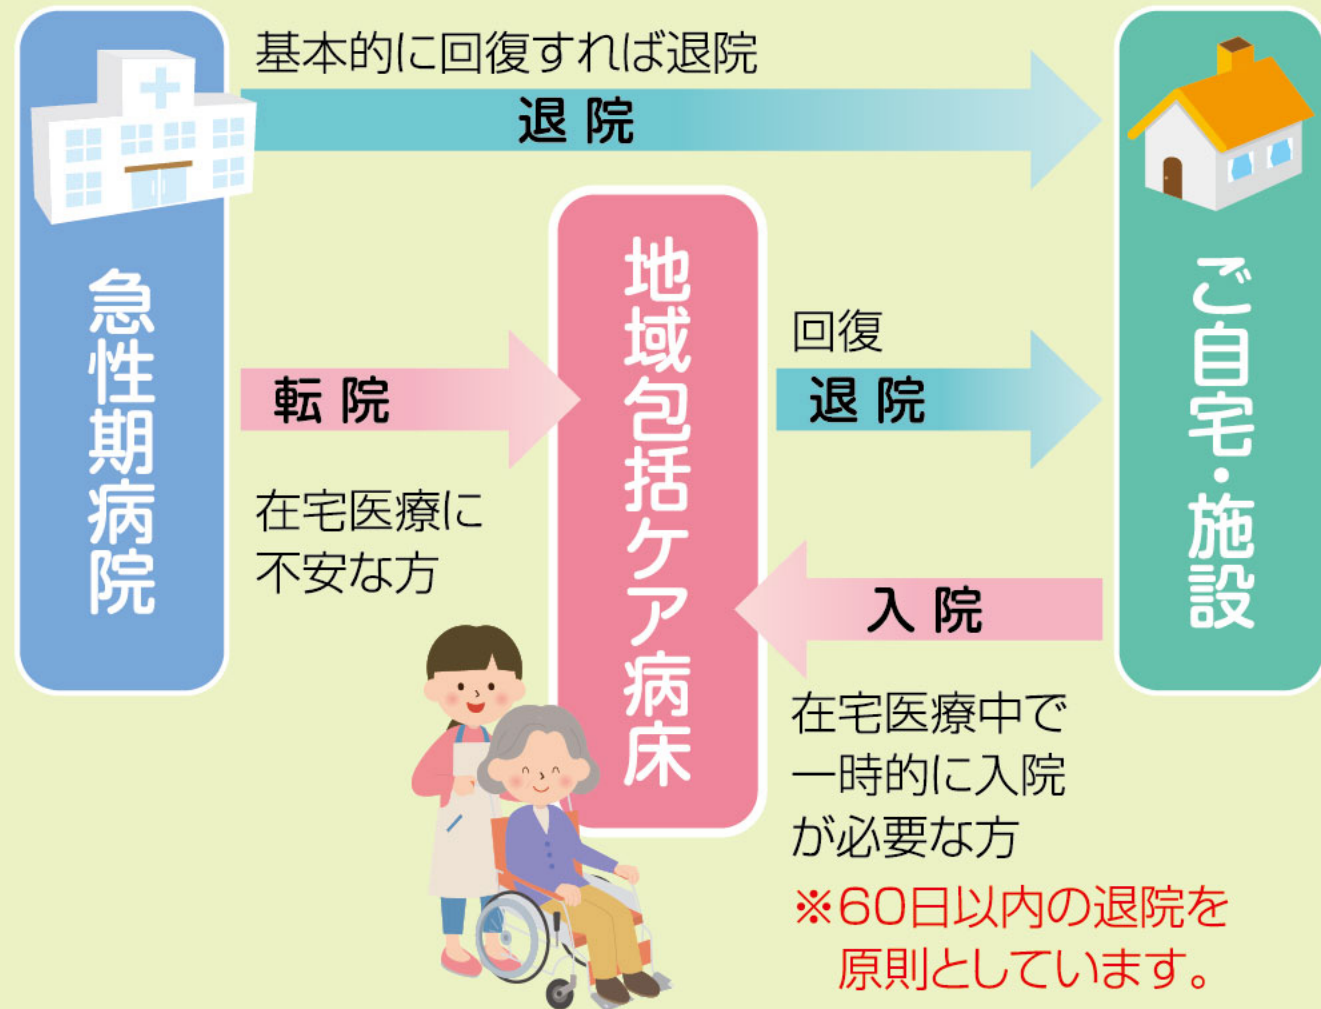 基本的に回復すれば退院
退院
急性期病院
地域包括ケア病床
ご自宅・施設
転院
在宅医療に
不安な方
回復
退院
入院
在宅医療中で
一時的に入院
が必要な方
※60日以内の退院を
原則としています。